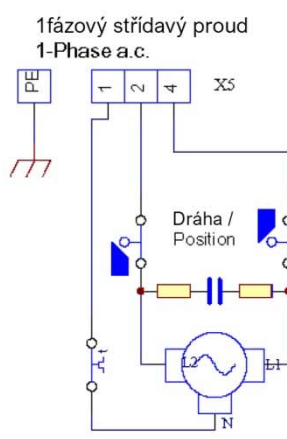 1fázový střídavý proud
1-Phase a.c.
PE
1
2
4
X5
Dráha /
Position
t
L2
L1
N